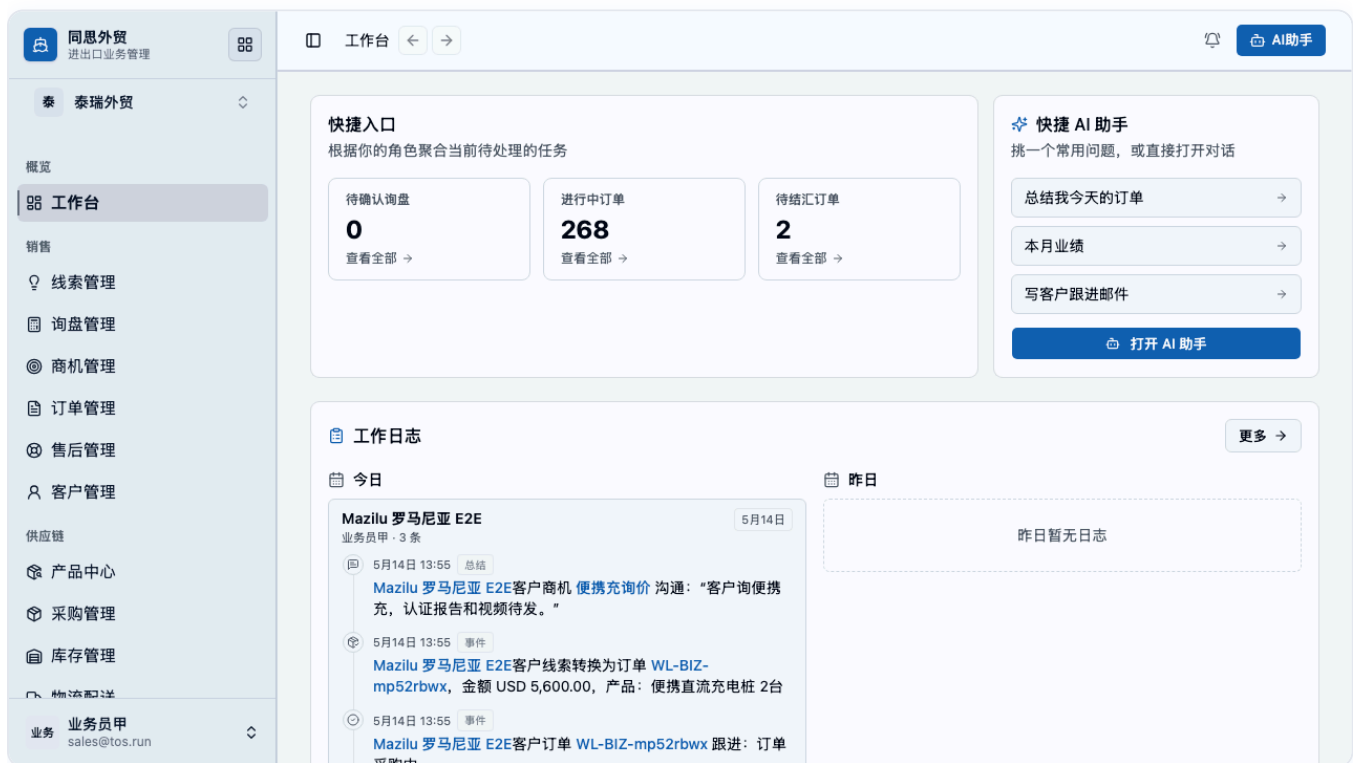 同思外贸
进出口业务管理
泰 泰瑞外贸
概览
工作台
销售
线索管理
询盘管理
商机管理
订单管理
售后管理
客户管理
供应链
产品中心
采购管理
库存管理
物流配送
业务 业务员甲
sales@tos.run
工作台
AI助手
快捷入口
根据你的角色聚合当前待处理的任务
待确认询盘
0
查看全部 →
进行中订单
268
查看全部 →
待结汇订单
2
查看全部 →
快捷 AI 助手
挑一个常用问题，或直接打开对话
总结我今天的订单 →
本月业绩 →
写客户跟进邮件 →
打开 AI 助手
工作日志
更多 →
今日
Mazilu 罗马尼亚 E2E 5月14日
业务员甲 · 3 条
5月14日 13:55 总结
Mazilu 罗马尼亚 E2E客户商机 便携充询价 沟通：“客户询便携
充，认证报告和视频待发。”
5月14日 13:55 事件
Mazilu 罗马尼亚 E2E客户线索转换为订单 WL-BIZ-
mp52rbwx，金额 USD 5,600.00，产品：便携直流充电桩 2台
5月14日 13:55 事件
Mazilu 罗马尼亚 E2E客户订单 WL-BIZ-mp52rbwx 跟进：订单
采购中
昨日
昨日暂无日志